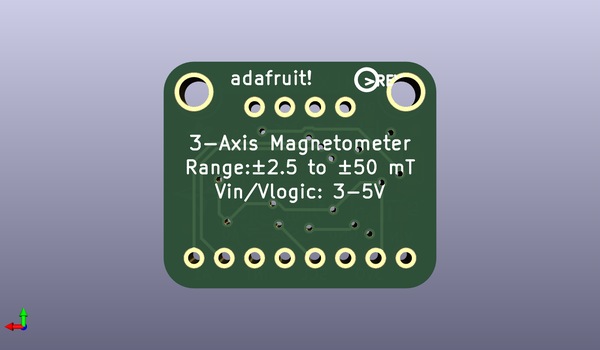 adafruit!
3-Axis Magnetometer
Range:±2.5 to ±50 mT
Vin/Vlogic: 3-5V